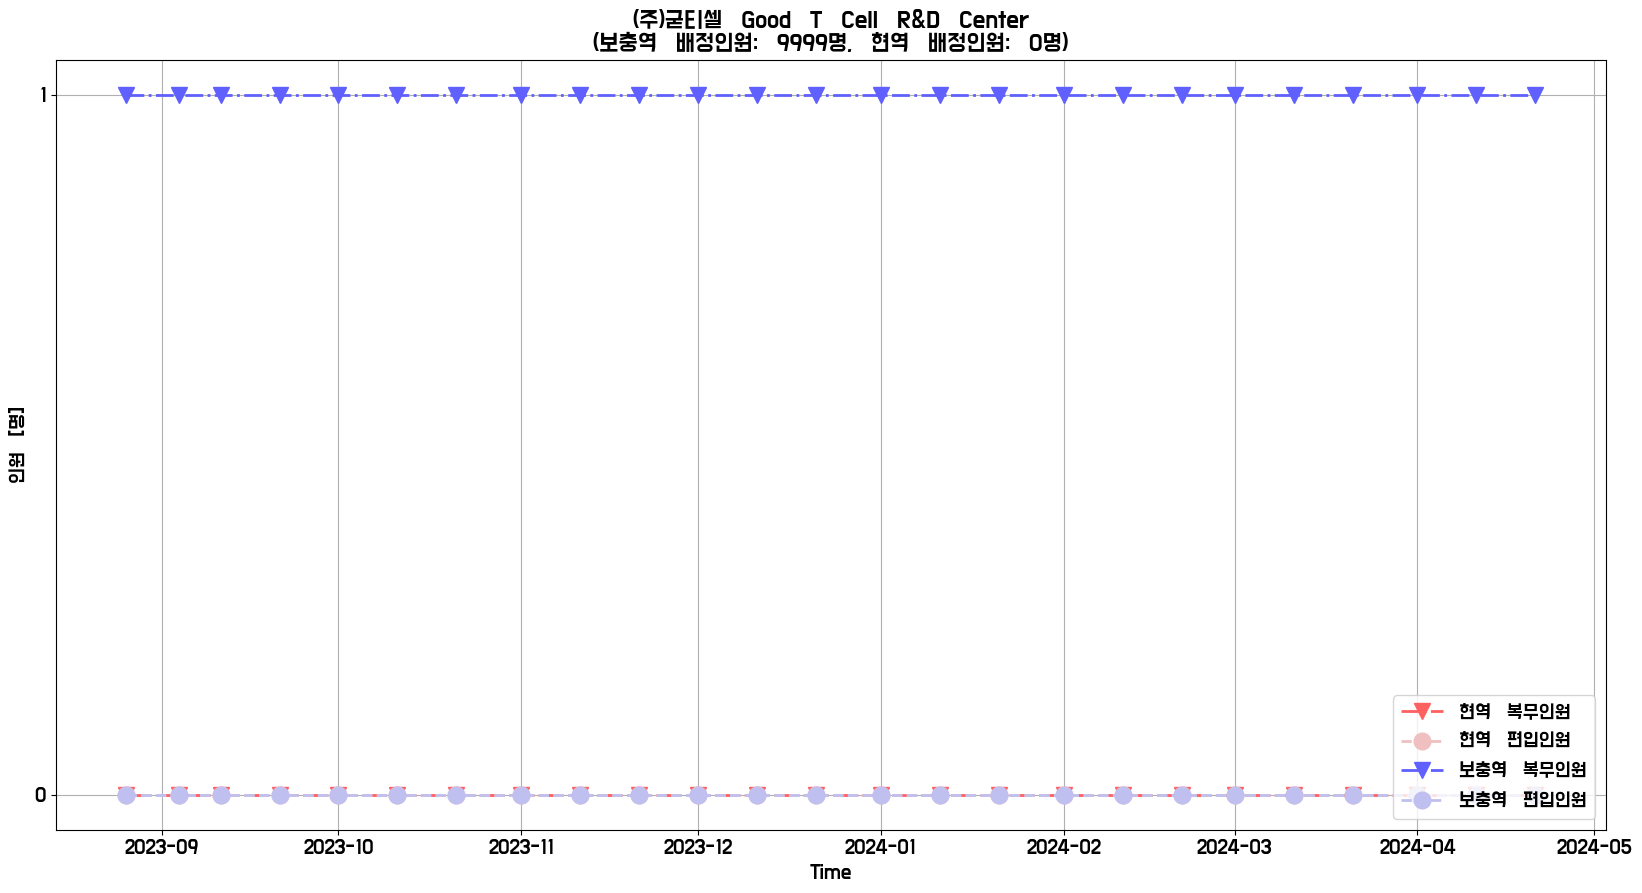 (주)굳티셀 Good T Cell R&D Center
(보충역 배정인원: 9999명, 현역 배정인원: 0명)
1
0
인원 [명]
현역 복무인원
현역 편입인원
보충역 복무인원
보충역 편입인원
2023-09 2023-10 2023-11 2023-12 2024-01 2024-02 2024-03 2024-04 2024-05
Time